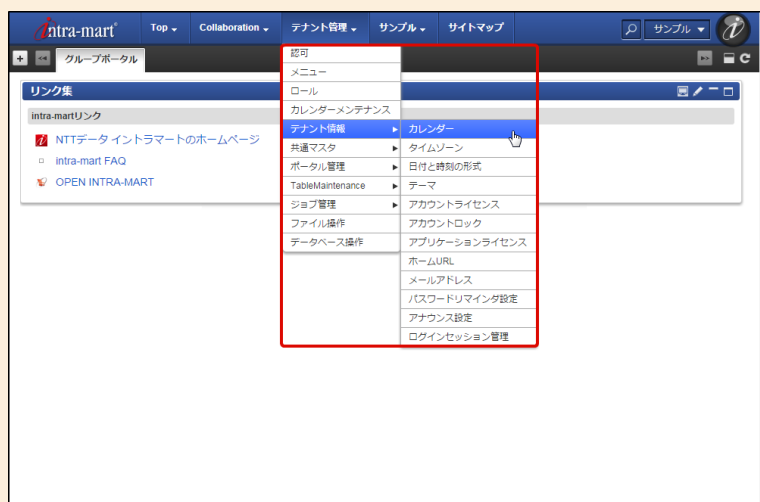 intra-mart®
Top
Collaboration
テナント管理
サンプル
サイトマップ
サンプル
グループポータル
リンク集
intra-martリンク
NTTデータ イントラマートのホームページ
intra-mart FAQ
OPEN INTRA-MART
認可
メニュー
ロール
カレンダーメンテナンス
テナント情報
共通マスタ
ポータル管理
TableMaintenance
ジョブ管理
ファイル操作
データベース操作
カレンダー
タイムゾーン
日付と時刻の形式
テーマ
アカウントライセンス
アカウントロック
アプリケーションライセンス
ホームURL
メールアドレス
パスワードリマインダ設定
アナウンス設定
ログインセッション管理